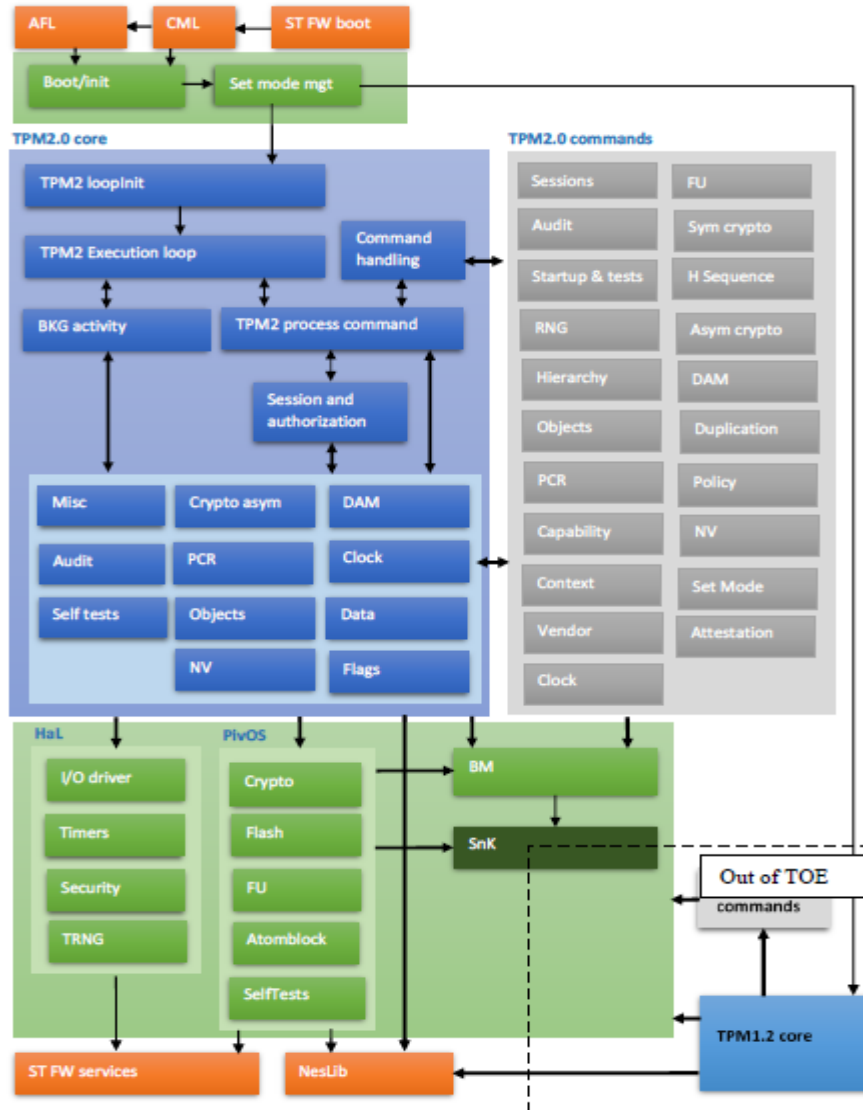 AFL
CML
ST FW boot
Boot/init
Set mode mgt
TPM2.0 core
TPM2.0 commands
TPM2 loopInit
TPM2 Execution loop
Command
handling
BKG activity
TPM2 process command
Session and
authorization
Misc
Crypto asym
DAM
Audit
PCR
Clock
Self tests
Objects
Data
NV
Flags
Sessions
FU
Audit
Sym crypto
Startup & tests
H Sequence
RNG
Asym crypto
Hierarchy
DAM
Objects
Duplication
PCR
Policy
Capability
NV
Context
Set Mode
Vendor
Attestation
Clock
HaL
PivOS
I/O driver
Timers
Security
TRNG
Crypto
Flash
FU
Atomblock
SelfTests
BM
SnK
Out of TOE
commands
TPM1.2 core
ST FW services
NesLib